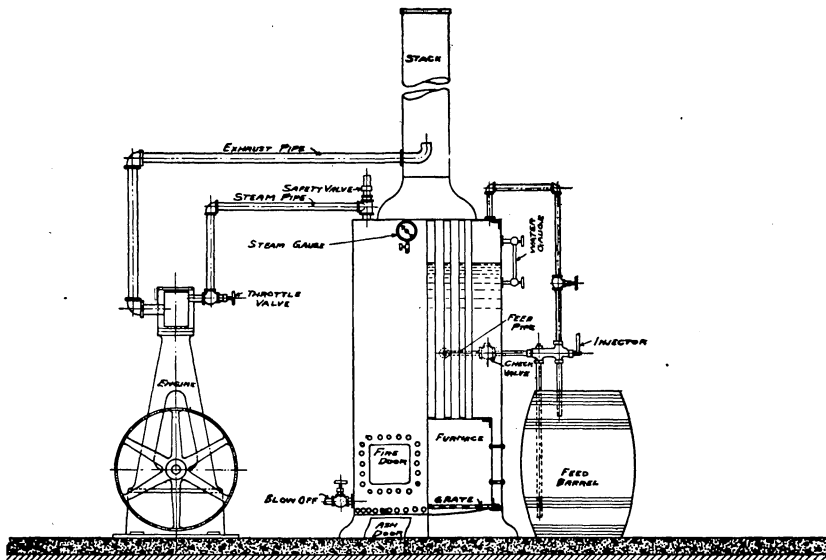 STACK
EXHAUST PIPE
SAFETY VALVE
STEAM PIPE
STEAM GAUGE
WATER
GAUGE
THROTTLE
VALVE
FEED
PIPE
INJECTOR
CHECK
VALVE
ENGINE
FURNACE
FIRE
DOOR
FEED
BARREL
BLOW OFF
GRATE
ASH
DOOR